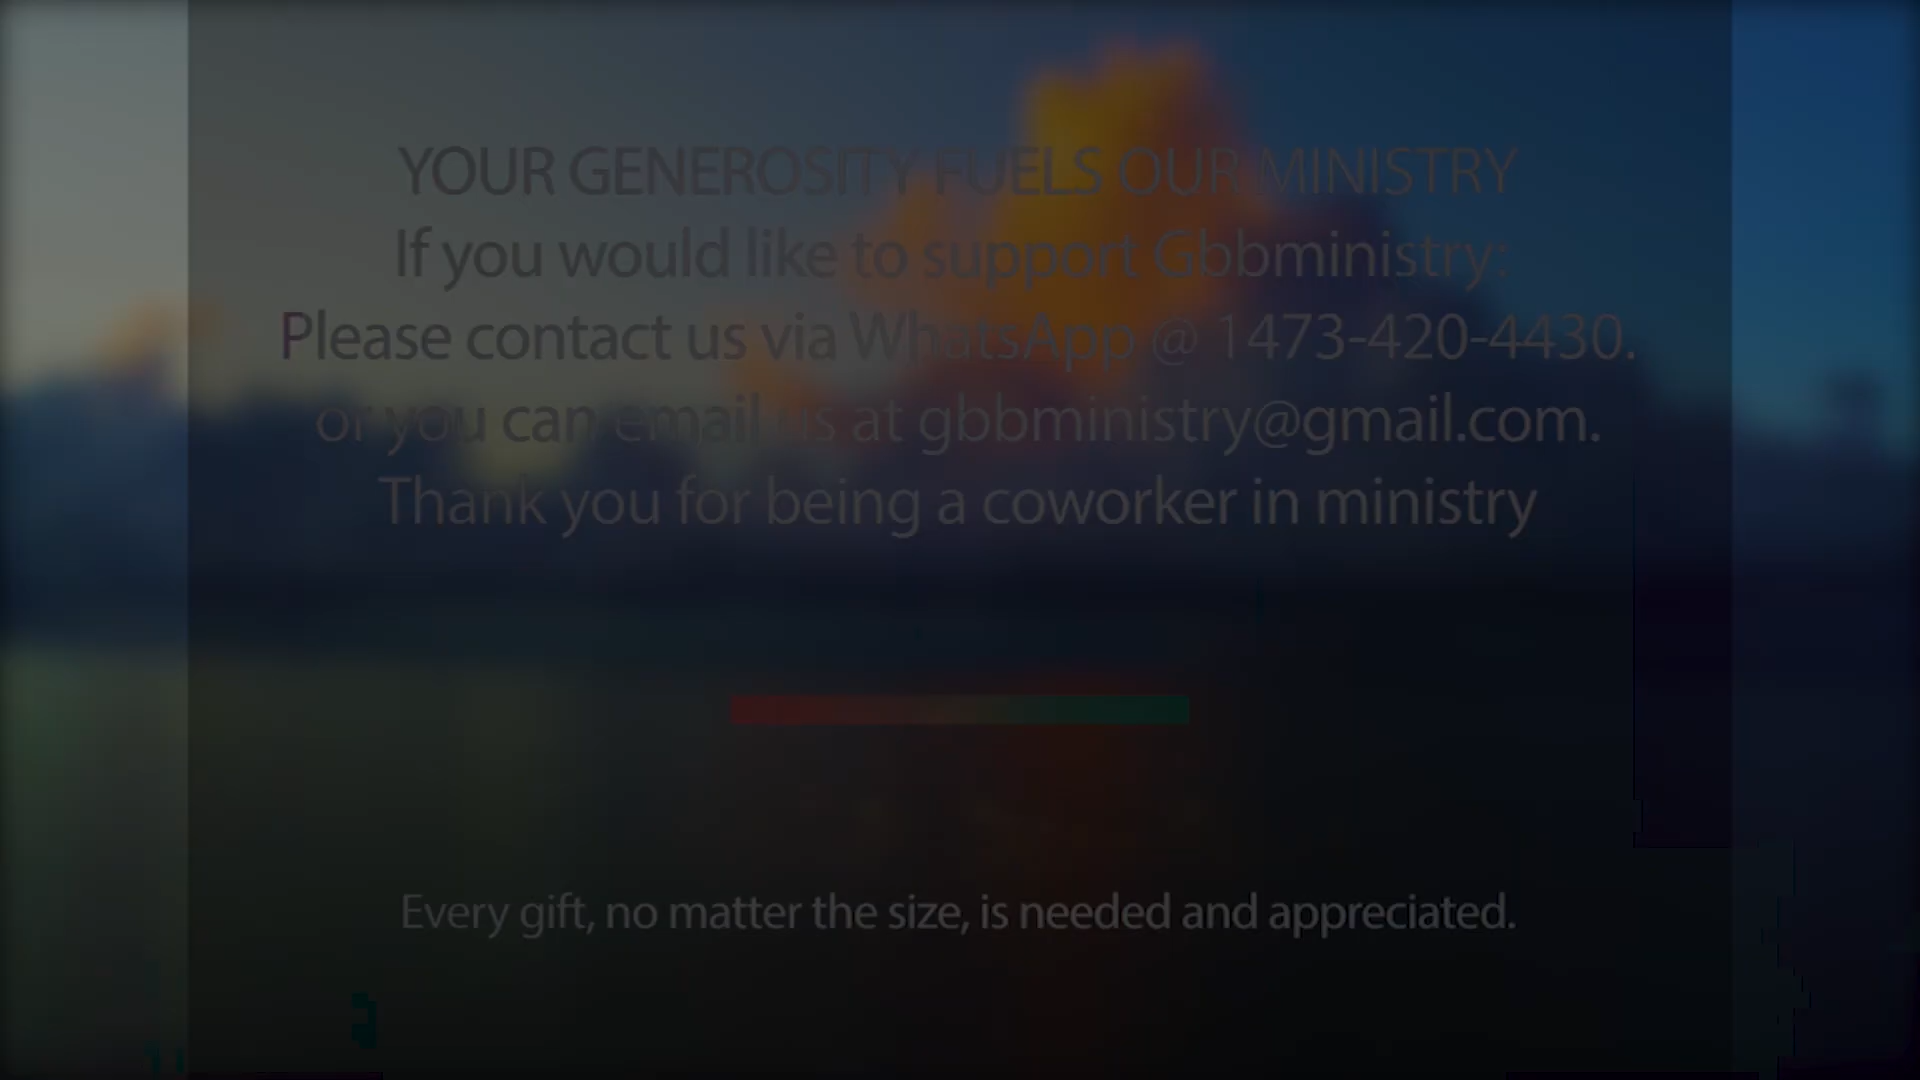 YOUR GENEROSITY FUELS OUR MINISTRY
If you would like to support Gbbministry:
Please contact us via WhatsApp @ 1473-420-4430.
or you can email us at gbbministry@gmail.com.
Thank you for being a coworker in ministry
Every gift, no matter the size, is needed and appreciated.